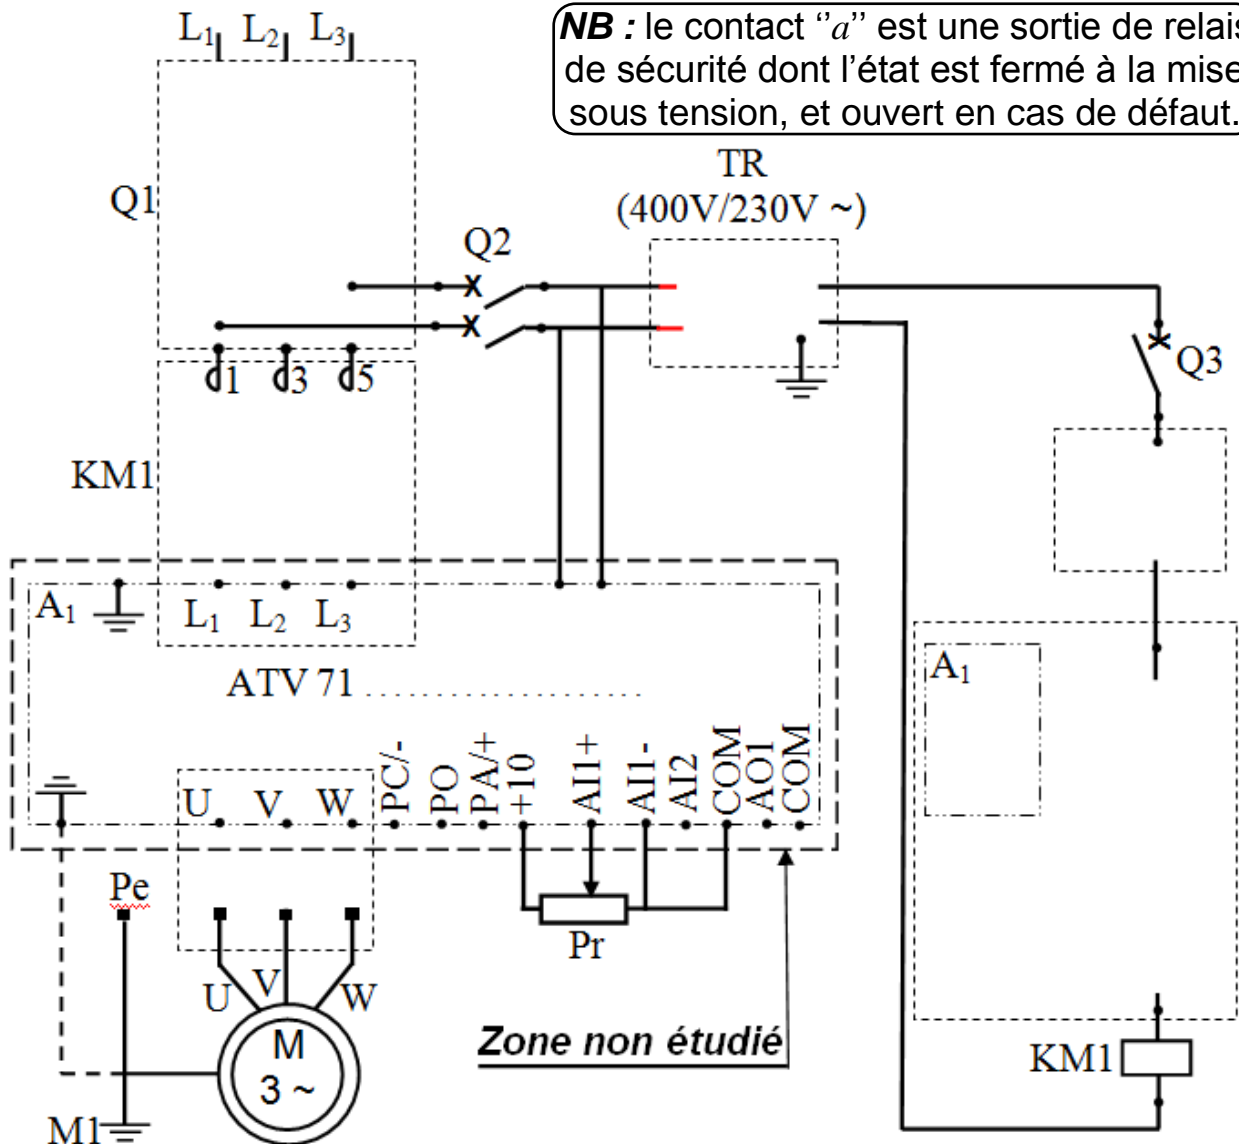 L1 L2 L3
NB : le contact ‘‘a’’ est une sortie de relais
de sécurité dont l’état est fermé à la mise
sous tension, et ouvert en cas de défaut.
TR
(400V/230V ~)
Q1
Q2
Q3
1 3 5
KM1
A1
L1 L2 L3
ATV 71 .....................
A1
U V W PC/- PO PA/+ +10 AI1+ AI1- AI2 COM AO1 COM
Pe
Pr
U V W
Zone non étudié
M
3 ~
M1
KM1